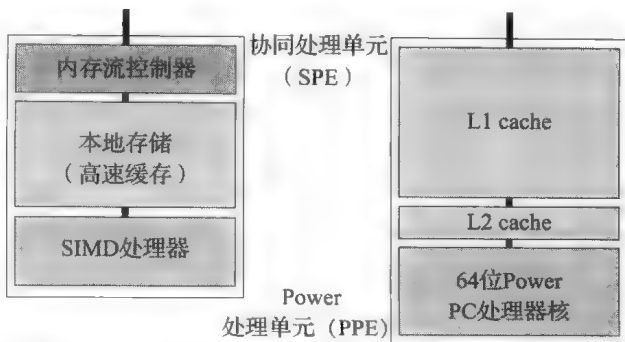 内存流控制器
本地存储
（高速缓存）
SIMD处理器
协同处理单元
（SPE）
Power
处理单元（PPE）
L1 cache
L2 cache
64位Power
PC处理器核